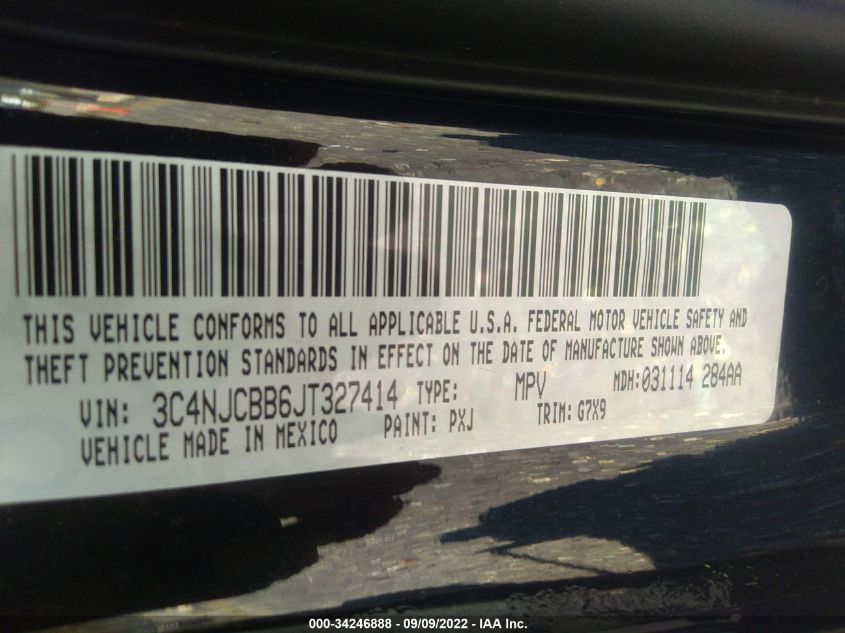 THIS VEHICLE CONFORMS TO ALL APPLICABLE U.S.A. FEDERAL MOTOR VEHICLE SAFETY AND
THEFT PREVENTION STANDARDS IN EFFECT ON THE DATE OF MANUFACTURE SHOWN ABOVE.
VIN: 3C4NJCBB6JT327414 TYPE: MPV MDH:031114 284AA
VEHICLE MADE IN MEXICO PAINT: PXJ TRIM: G7X9
000-34246888 - 09/09/2022 - IAA Inc.